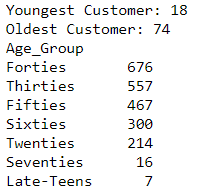 Youngest Customer: 18
Oldest Customer: 74
Age_Group
Forties 676
Thirties 557
Fifties 467
Sixties 300
Twenties 214
Seventies 16
Late-Teens 7